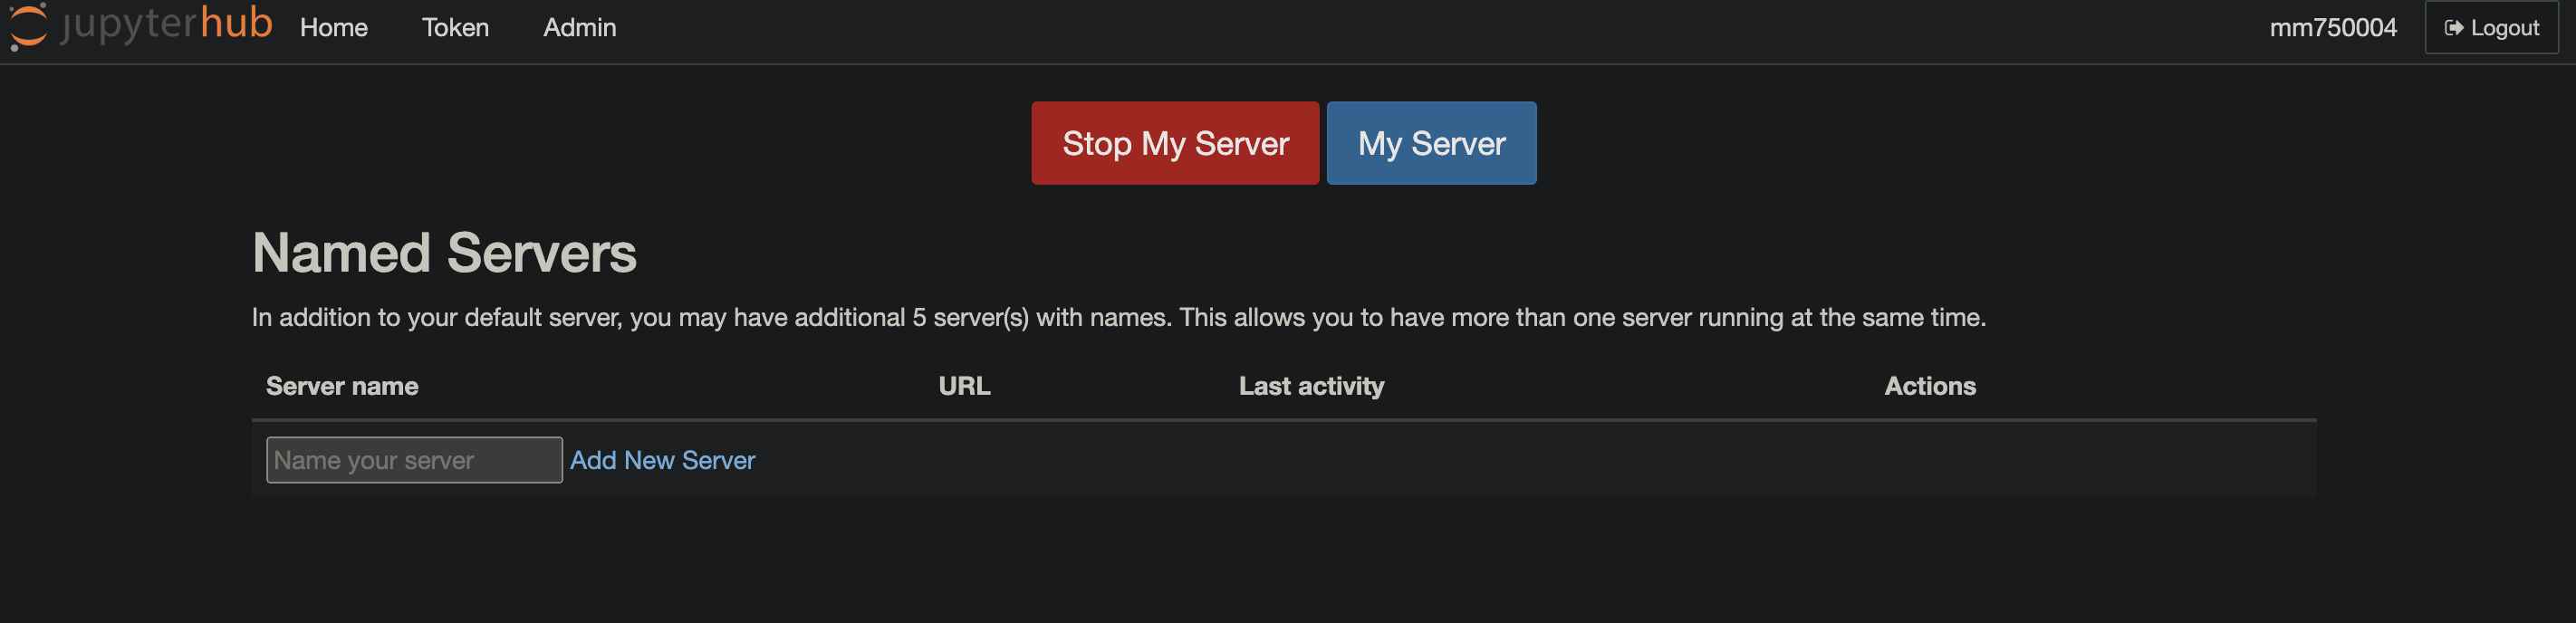 jupyterhub Home Token Admin mm750004 Logout
Stop My Server My Server
Named Servers
In addition to your default server, you may have additional 5 server(s) with names. This allows you to have more than one server running at the same time.
Server name URL Last activity Actions
Name your server Add New Server